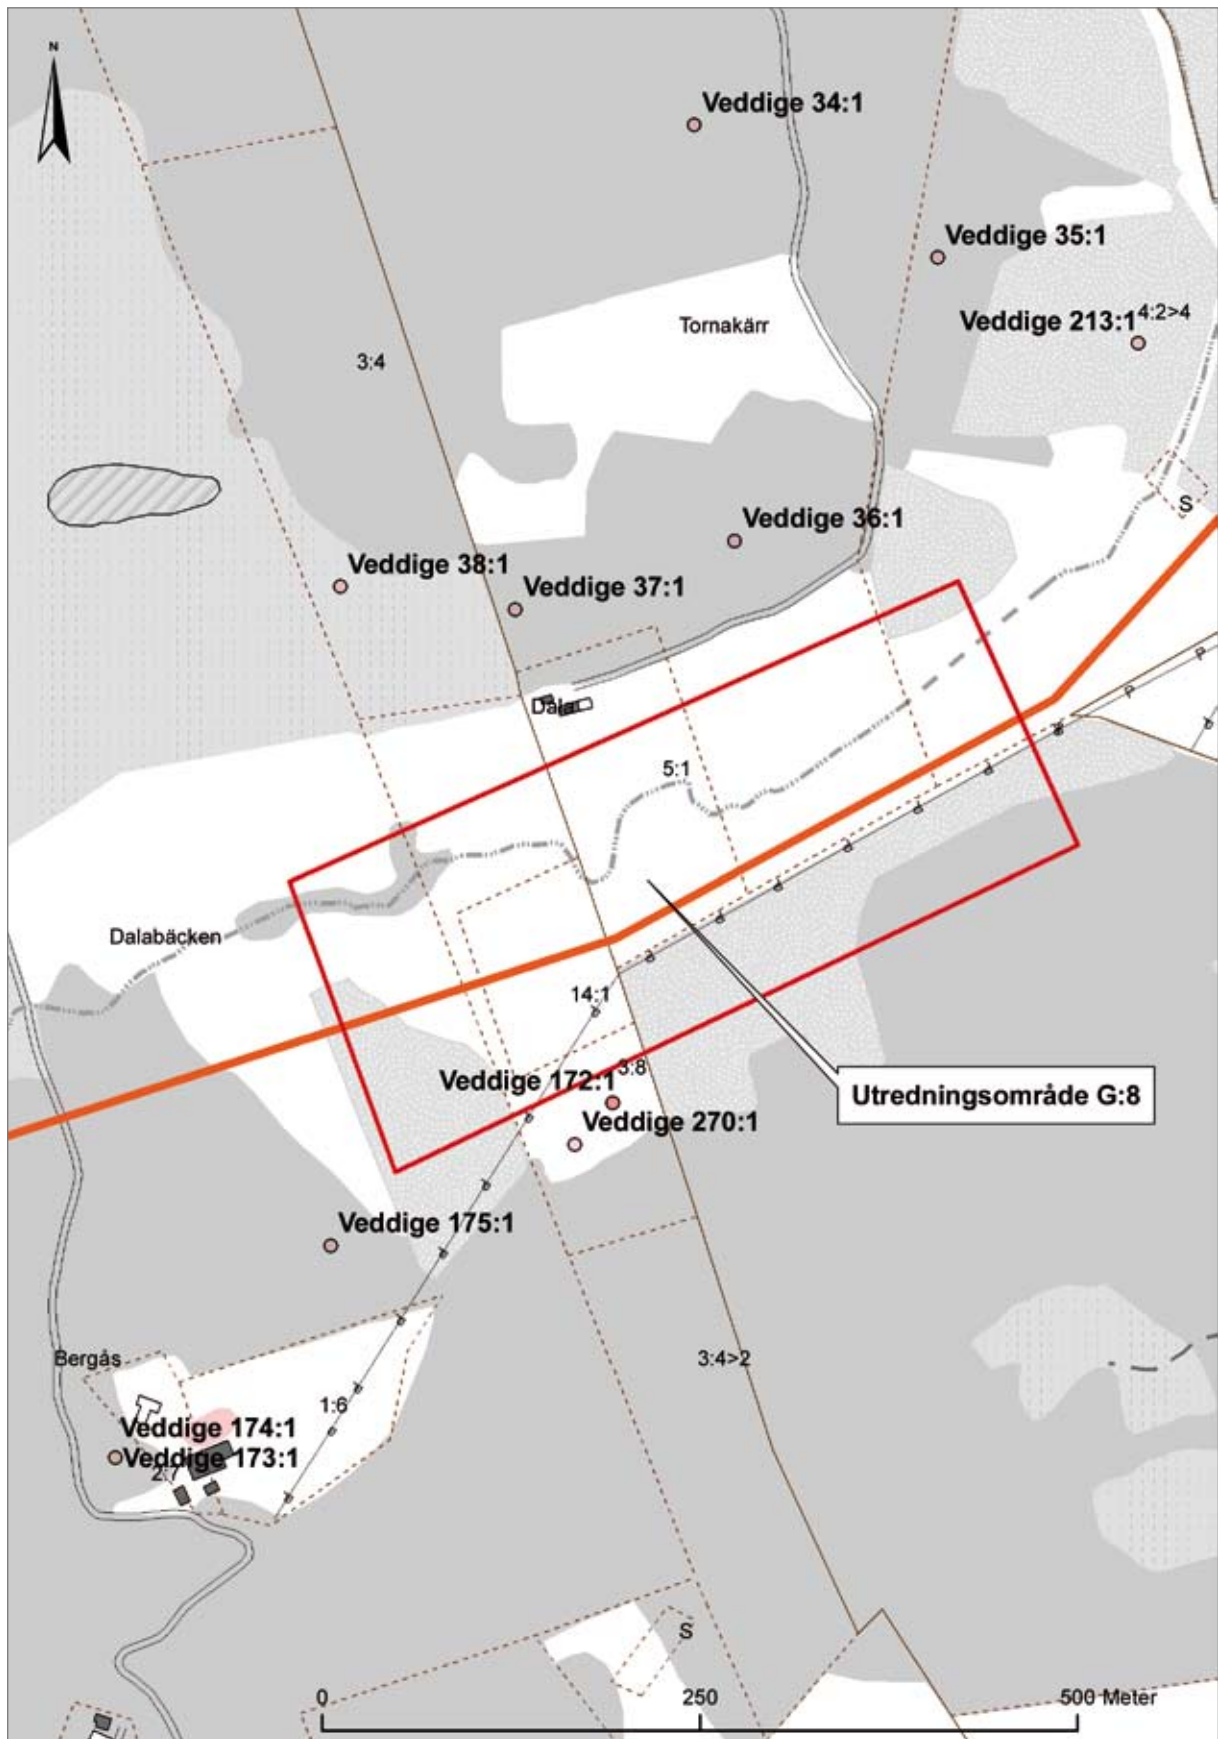 N
Veddige 34:1
Veddige 35:1
Tornakärr
Veddige 213:1 4:2>4
3:4
S
Veddige 36:1
Veddige 38:1
Veddige 37:1
Dala
5:1
Dalabäcken
14:1
Veddige 172:1 3:8
Utredningsområde G:8
Veddige 270:1
Veddige 175:1
Bergås
3:4>2
1:6
Veddige 174:1
Veddige 173:1
S
0 250 500 Meter